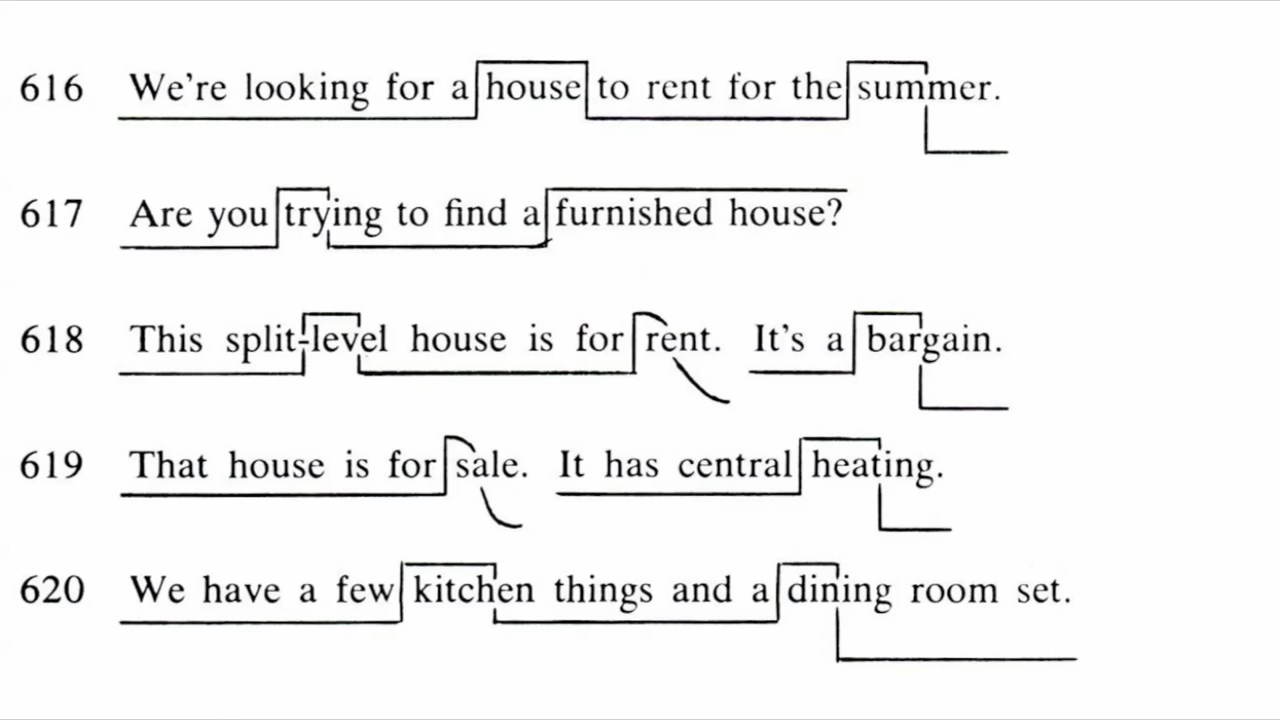 616 We're looking for a house to rent for the summer.
617 Are you trying to find a furnished house?
618 This split-level house is for rent. It's a bargain.
619 That house is for sale. It has central heating.
620 We have a few kitchen things and a dining room set.